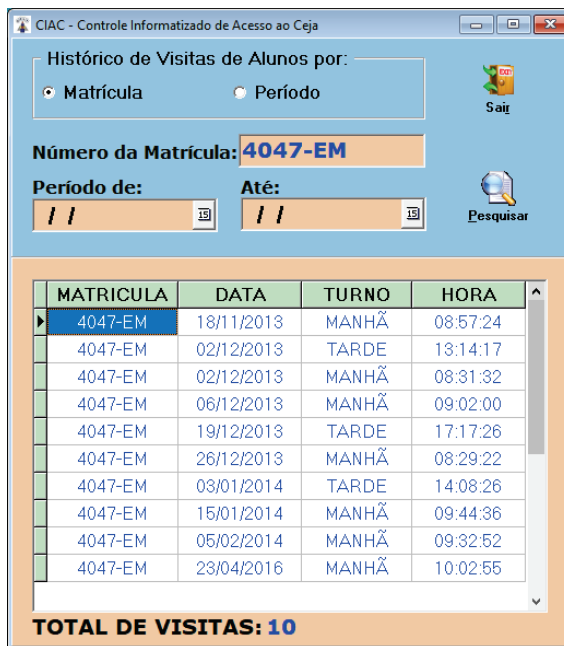 CIAC - Controle Informatizado de Acesso ao Ceja
Histórico de Visitas de Alunos por:
Matrícula Período
EXIT
Sair
Número da Matrícula: 4047-EM
Período de: Até:
/ / 15 / / 15
Pesquisar
MATRICULA DATA TURNO HORA
4047-EM 18/11/2013 MANHÃ 08:57:24
4047-EM 02/12/2013 TARDE 13:14:17
4047-EM 02/12/2013 MANHÃ 08:31:32
4047-EM 06/12/2013 MANHÃ 09:02:00
4047-EM 19/12/2013 TARDE 17:17:26
4047-EM 26/12/2013 MANHÃ 08:29:22
4047-EM 03/01/2014 TARDE 14:08:26
4047-EM 15/01/2014 MANHÃ 09:44:36
4047-EM 05/02/2014 MANHÃ 09:32:52
4047-EM 23/04/2016 MANHÃ 10:02:55
TOTAL DE VISITAS: 10